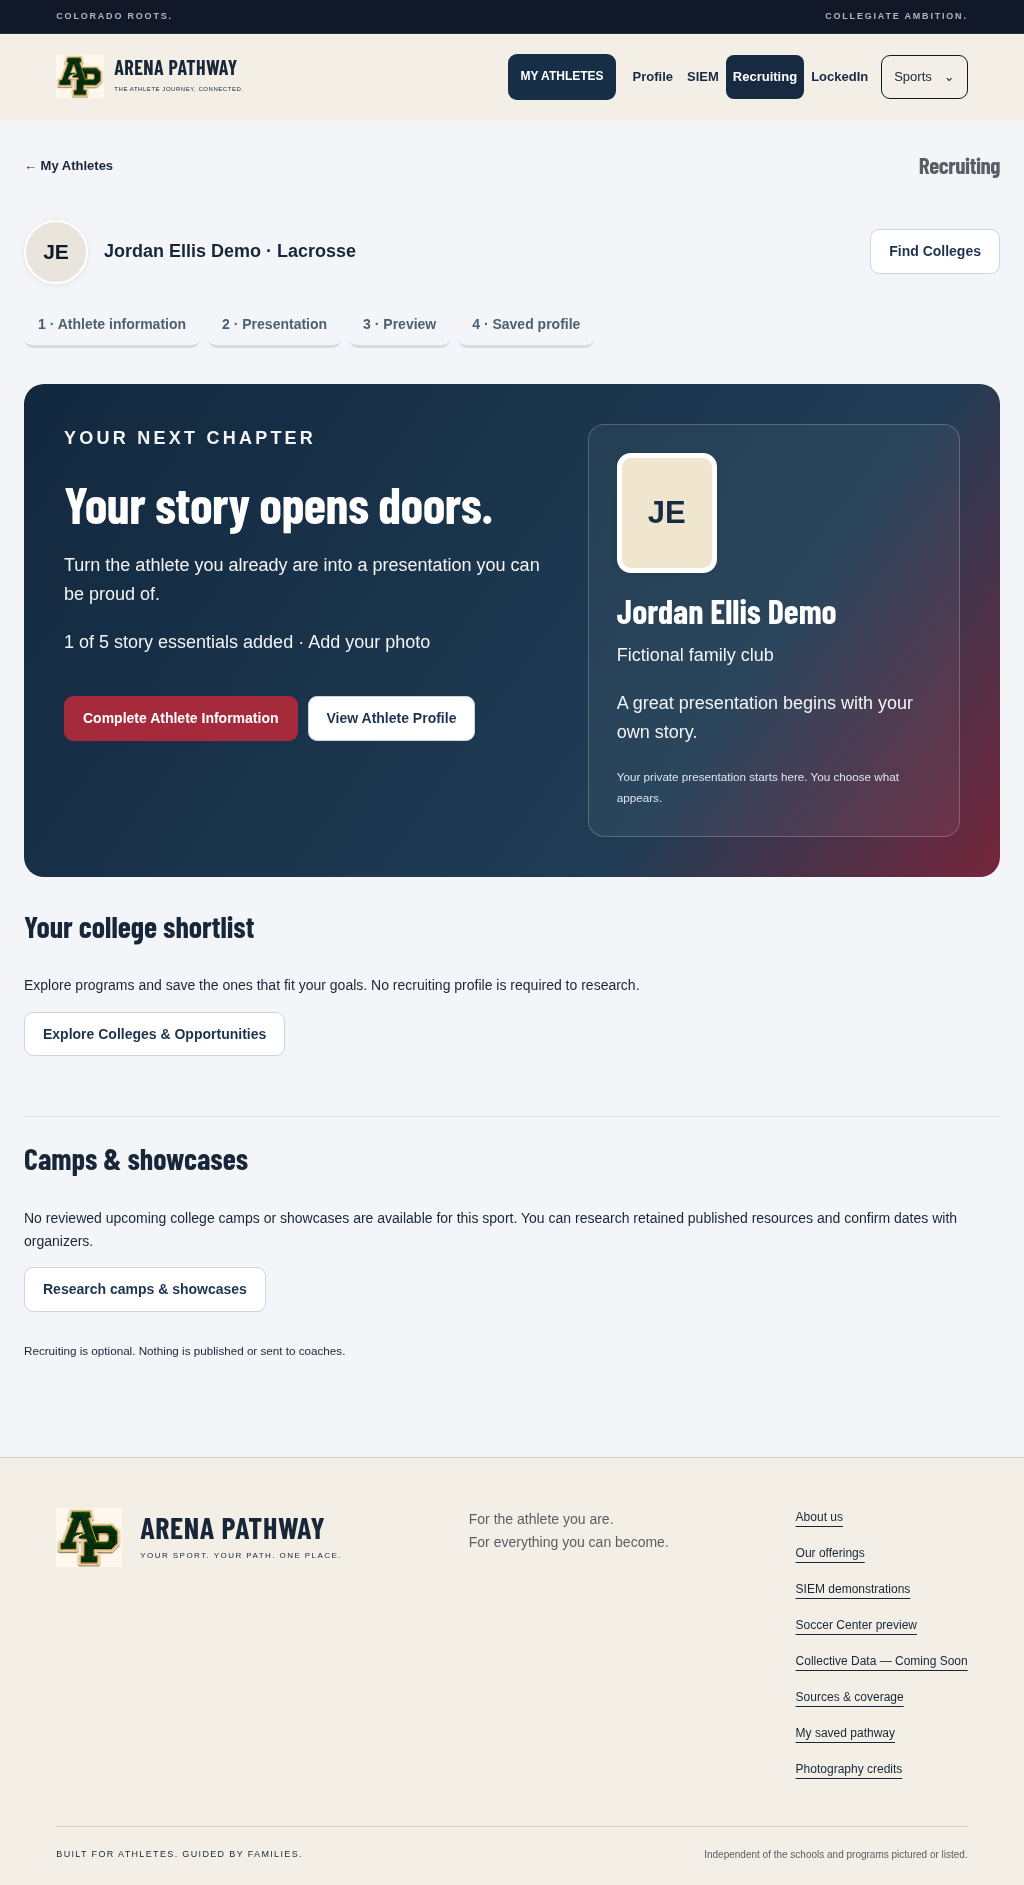 COLORADO ROOTS.
COLLEGIATE AMBITION.
AP
ARENA PATHWAY
THE ATHLETE JOURNEY, CONNECTED.
MY ATHLETES
Profile
SIEM
Recruiting
LockedIn
Sports
← My Athletes
Recruiting
JE
Jordan Ellis Demo · Lacrosse
Find Colleges
1 · Athlete information
2 · Presentation
3 · Preview
4 · Saved profile
YOUR NEXT CHAPTER
Your story opens doors.
Turn the athlete you already are into a presentation you can
be proud of.
1 of 5 story essentials added · Add your photo
Complete Athlete Information
View Athlete Profile
JE
Jordan Ellis Demo
Fictional family club
A great presentation begins with your
own story.
Your private presentation starts here. You choose what
appears.
Your college shortlist
Explore programs and save the ones that fit your goals. No recruiting profile is required to research.
Explore Colleges & Opportunities
Camps & showcases
No reviewed upcoming college camps or showcases are available for this sport. You can research retained published resources and confirm dates with
organizers.
Research camps & showcases
Recruiting is optional. Nothing is published or sent to coaches.
AP
ARENA PATHWAY
YOUR SPORT. YOUR PATH. ONE PLACE.
For the athlete you are.
For everything you can become.
About us
Our offerings
SIEM demonstrations
Soccer Center preview
Collective Data — Coming Soon
Sources & coverage
My saved pathway
Photography credits
BUILT FOR ATHLETES. GUIDED BY FAMILIES.
Independent of the schools and programs pictured or listed.